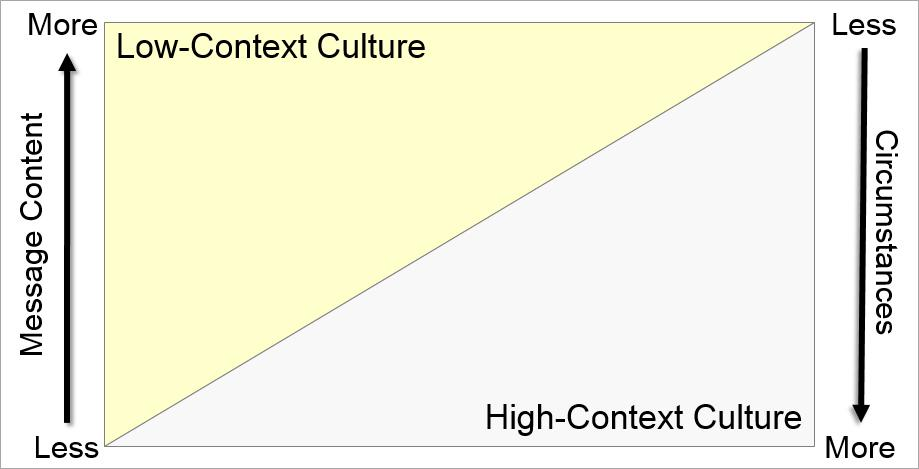 More
Low-Context Culture
Less
Message Content
Circumstances
High-Context Culture
Less
More